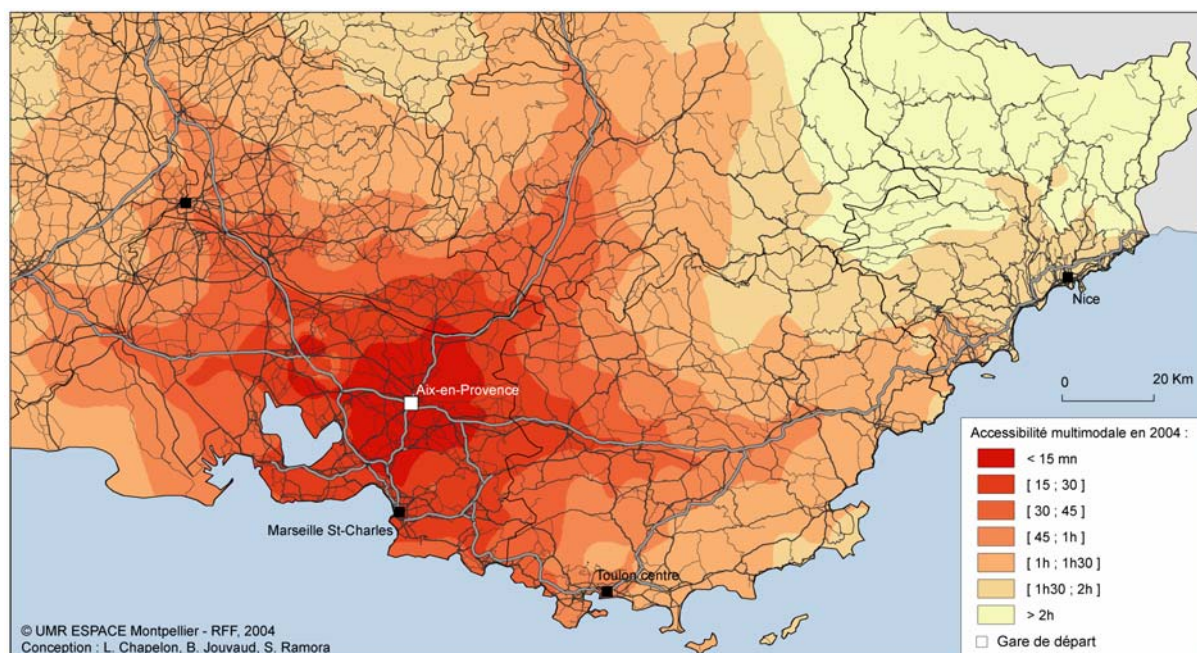 Aix-en-Provence
Marseille St-Charles
Toulon centre
Nice
0 20 Km
Accessibilité multimodale en 2004 :
< 15 mn
[ 15 ; 30 ]
[ 30 ; 45 ]
[ 45 ; 1h ]
[ 1h ; 1h30 ]
[ 1h30 ; 2h ]
> 2h
Gare de départ
© UMR ESPACE Montpellier - RFF, 2004
Conception : L. Chapelon, B. Jouvaud, S. Ramora